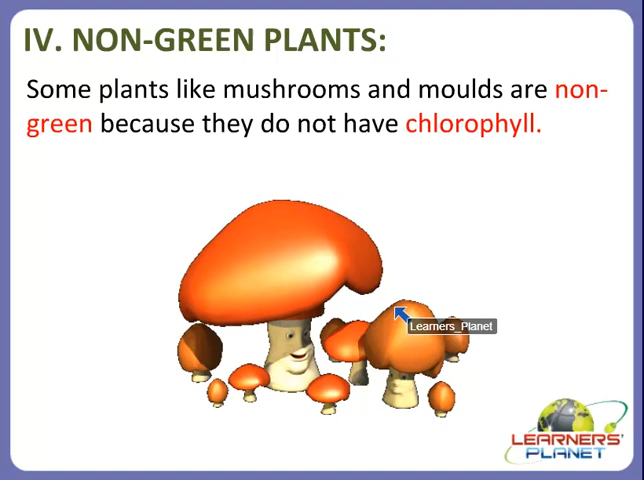 IV. NON-GREEN PLANTS:
Some plants like mushrooms and moulds are non-
green because they do not have chlorophyll.
Learners_Planet
LEARNERS'
PLANET